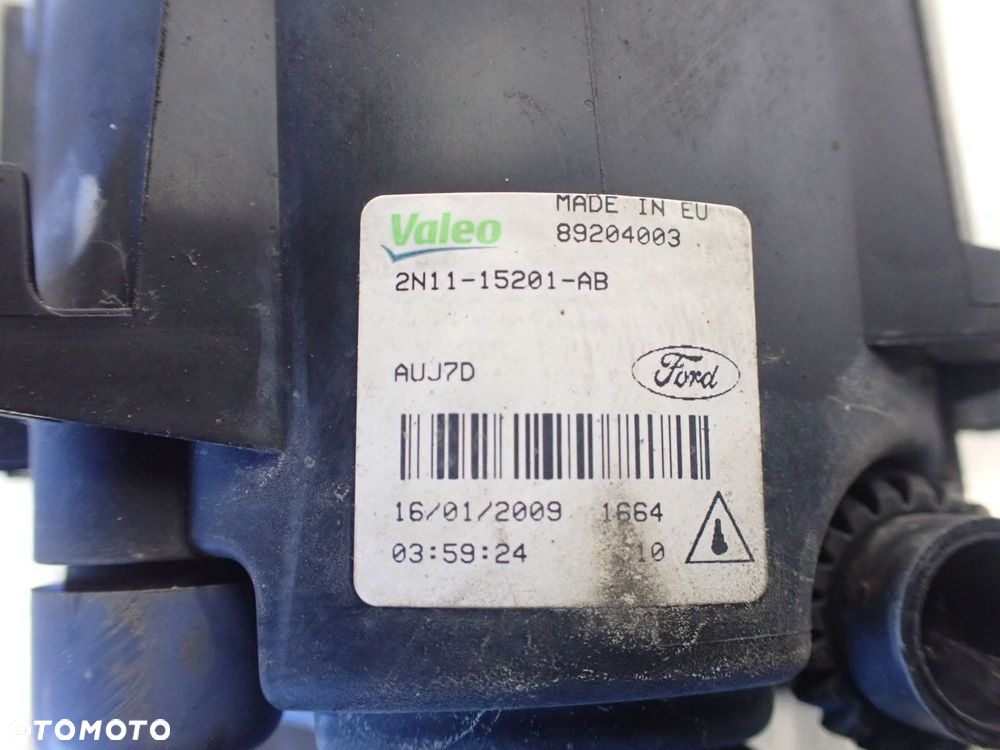 Valeo
MADE IN EU
89204003
2N11-15201-AB
AUJ7D
Ford
16/01/2009 1664
03:59:24 10
OTOMOTO